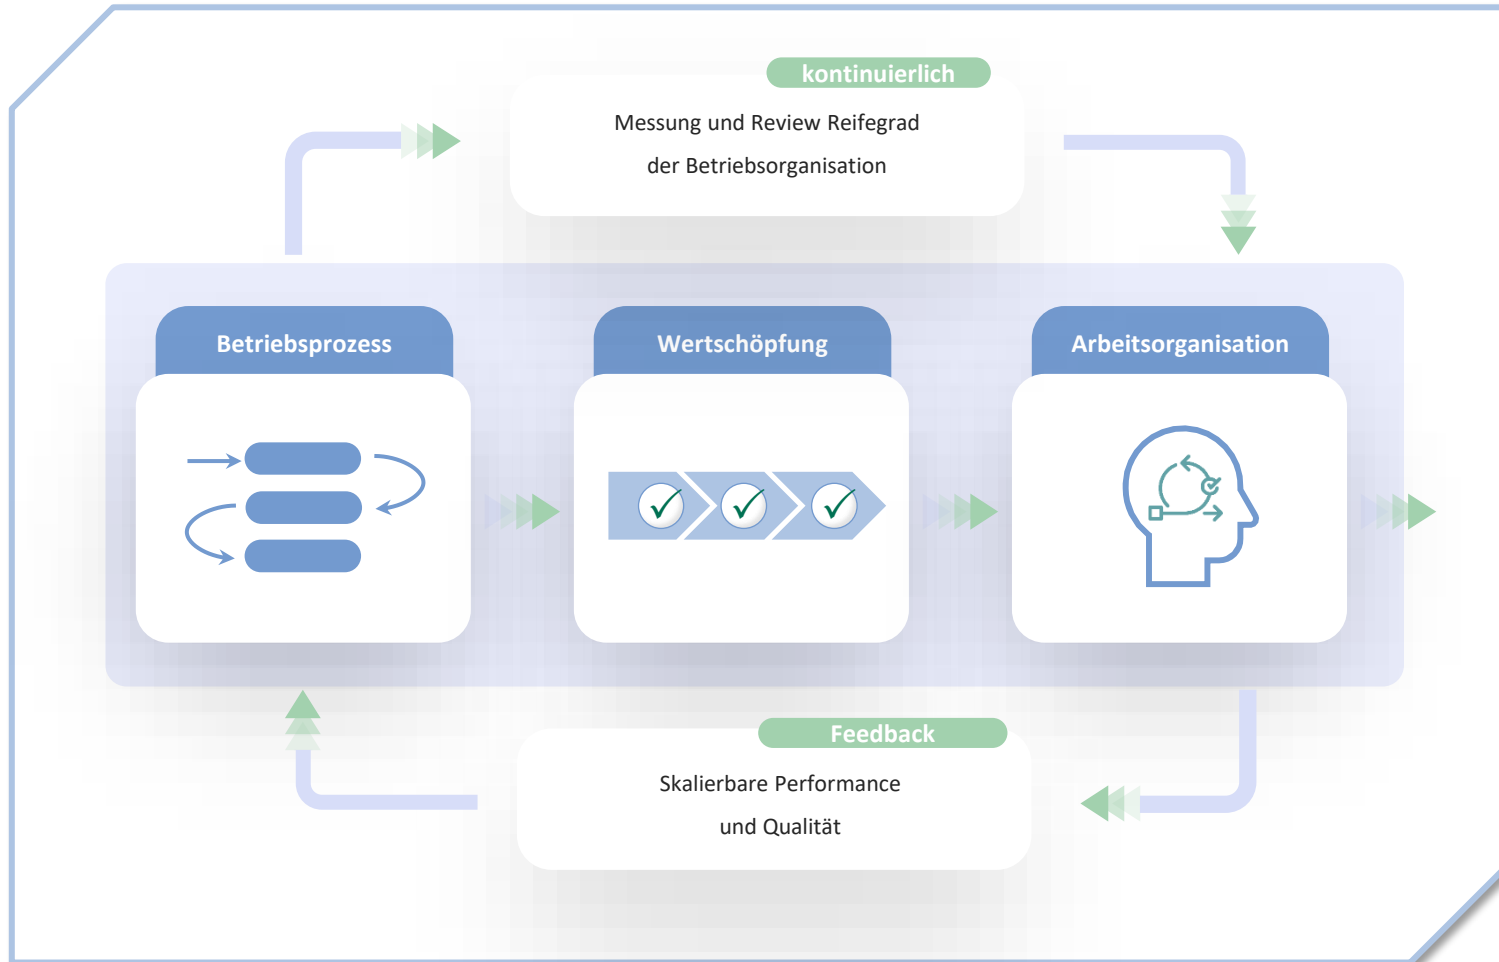 kontinuierlich
Messung und Review Reifegrad
der Betriebsorganisation
Betriebsprozess
Wertschöpfung
Arbeitsorganisation
Feedback
Skalierbare Performance
und Qualität